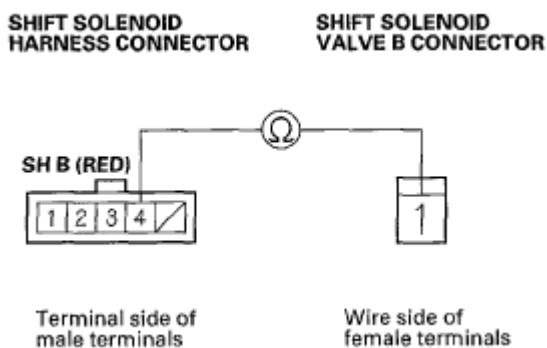 SHIFT SOLENOID
HARNESS CONNECTOR
SHIFT SOLENOID
VALVE B CONNECTOR
Ω
SH B (RED)
1 2 3 4
1
Terminal side of
male terminals
Wire side of
female terminals